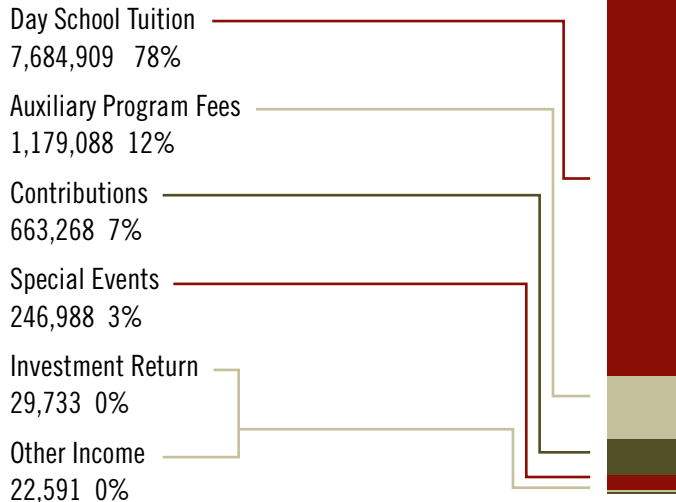 Day School Tuition
7,684,909 78%
Auxiliary Program Fees
1,179,088 12%
Contributions
663,268 7%
Special Events
246,988 3%
Investment Return
29,733 0%
Other Income
22,591 0%